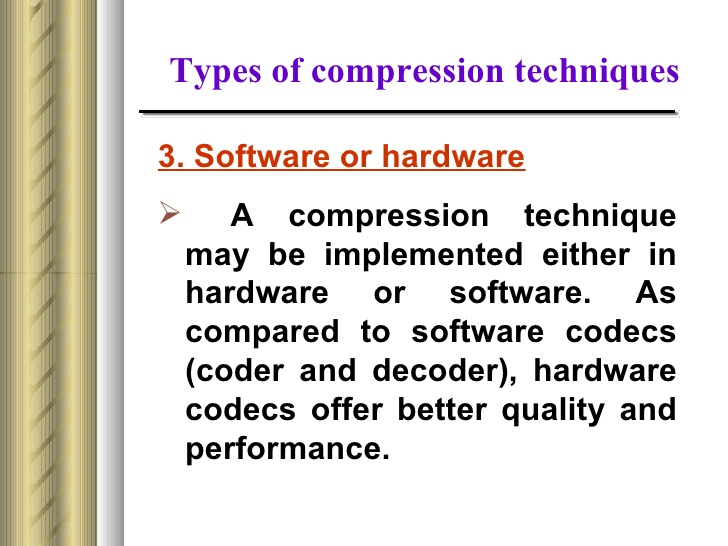 Types of compression techniques
3. Software or hardware
➢ A compression technique
may be implemented either in
hardware or software. As
compared to software codecs
(coder and decoder), hardware
codecs offer better quality and
performance.